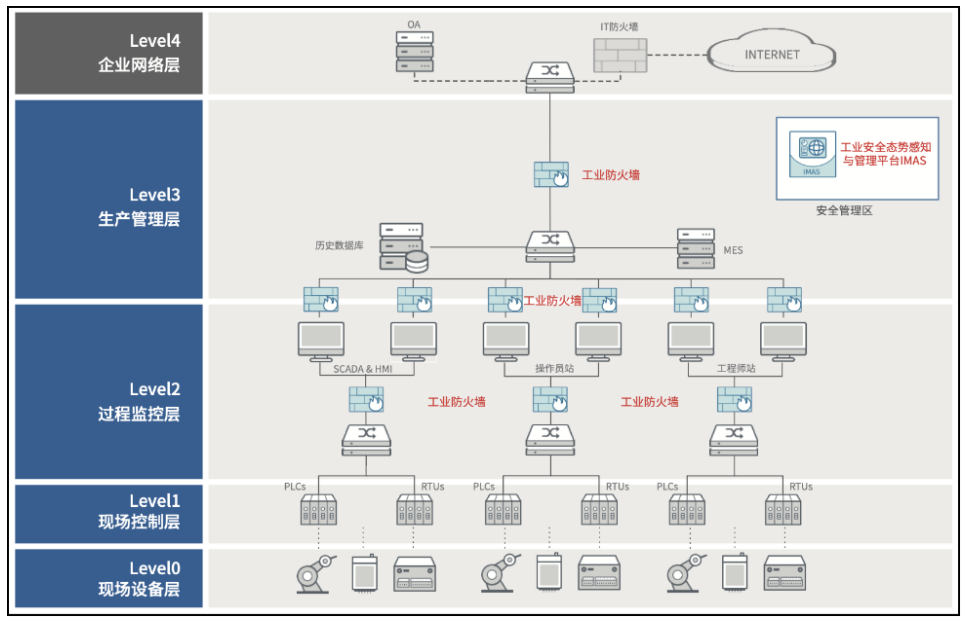 Level4
企业网络层
OA
IT防火墙
INTERNET
Level3
生产管理层
工业防火墙
工业安全态势感知
与管理平台IMAS
IMAS
安全管理区
历史数据库
MES
工业防火墙
Level2
过程监控层
SCADA & HMI
操作员站
工程师站
工业防火墙
工业防火墙
Level1
现场控制层
PLCs
RTUs
PLCs
RTUs
PLCs
RTUs
Level0
现场设备层